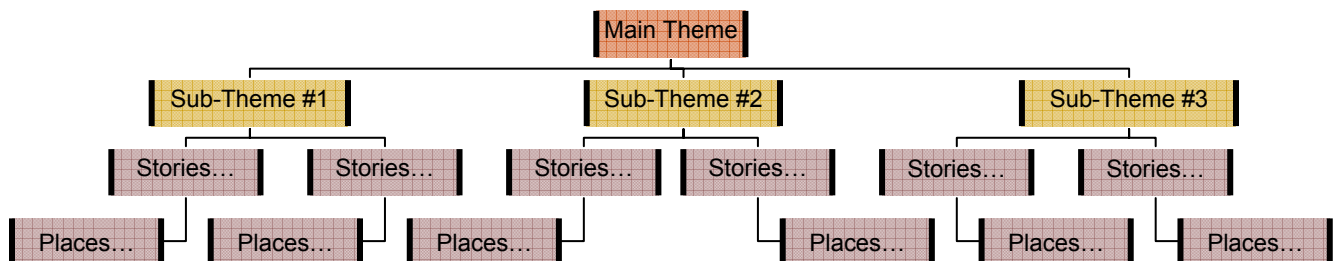 Main Theme
Sub-Theme #1
Sub-Theme #2
Sub-Theme #3
Stories…
Stories…
Stories…
Stories…
Stories…
Stories…
Places…
Places…
Places…
Places…
Places…
Places…